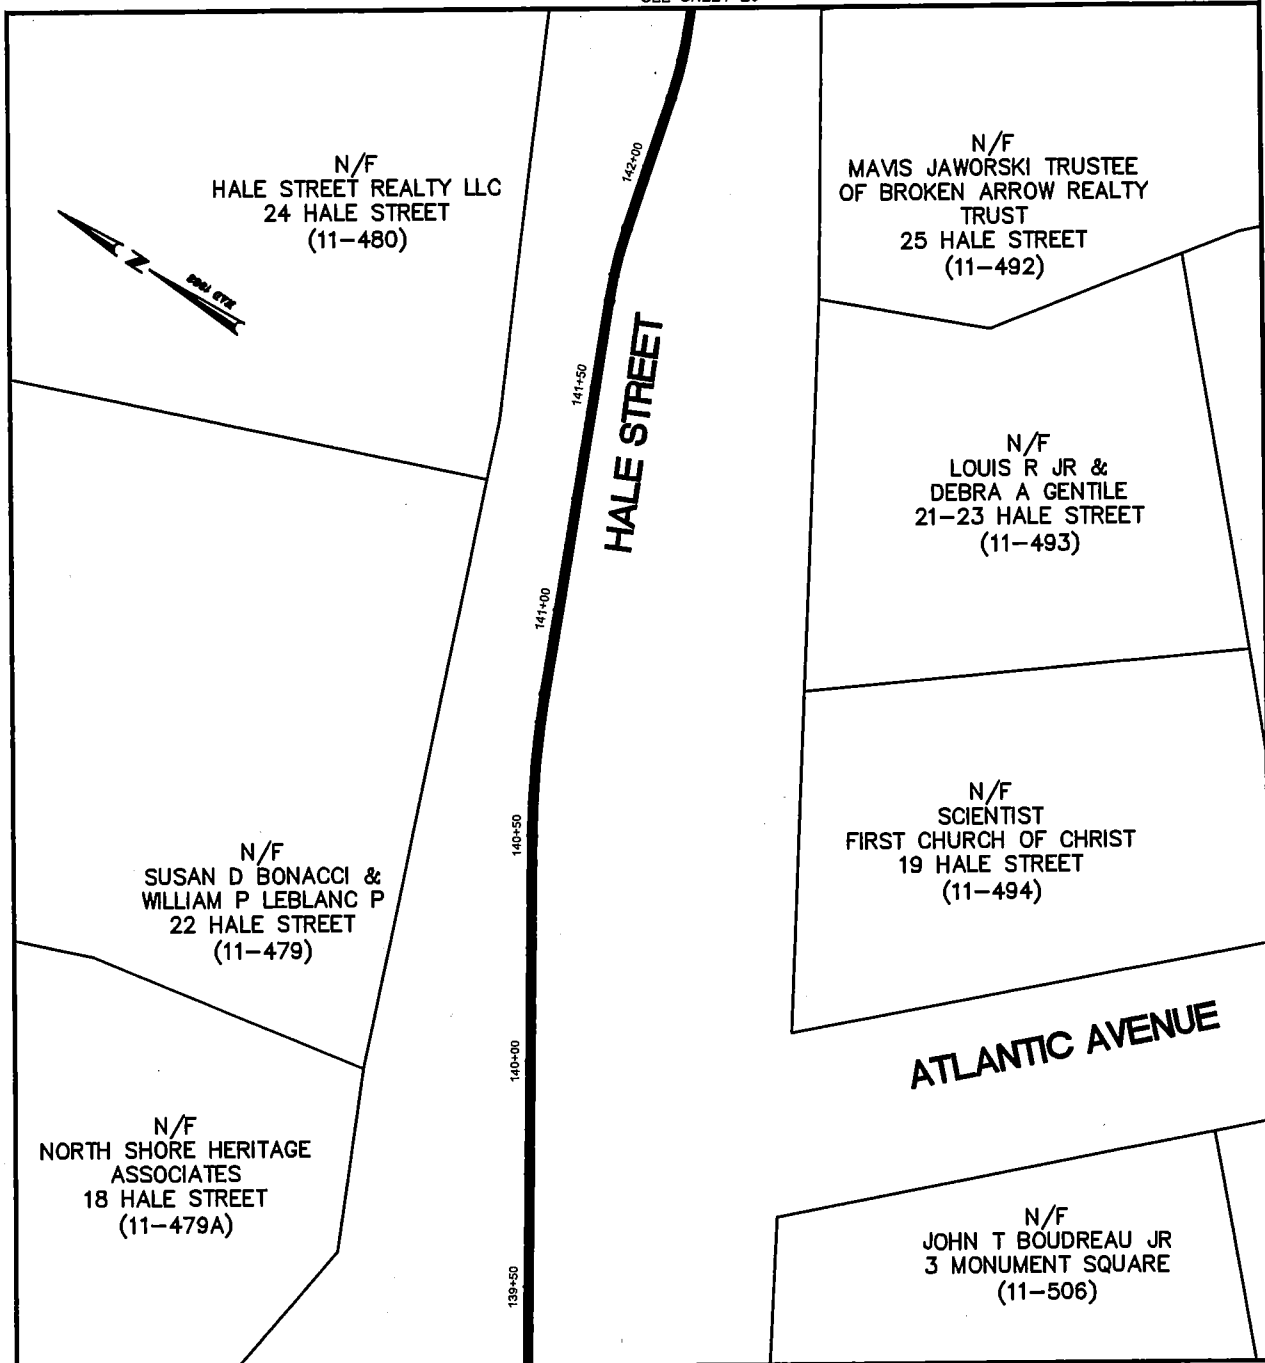 N/F
HALE STREET REALTY LLC
24 HALE STREET
(11-480)
N
NAD 1983
142+00
N/F
MAVIS JAWORSKI TRUSTEE
OF BROKEN ARROW REALTY
TRUST
25 HALE STREET
(11-492)
141+50
HALE STREET
N/F
LOUIS R JR &
DEBRA A GENTILE
21-23 HALE STREET
(11-493)
141+00
140+50
N/F
SUSAN D BONACCI &
WILLIAM P LEBLANC P
22 HALE STREET
(11-479)
N/F
SCIENTIST
FIRST CHURCH OF CHRIST
19 HALE STREET
(11-494)
140+00
ATLANTIC AVENUE
N/F
NORTH SHORE HERITAGE
ASSOCIATES
18 HALE STREET
(11-479A)
139+50
N/F
JOHN T BOUDREAU JR
3 MONUMENT SQUARE
(11-506)